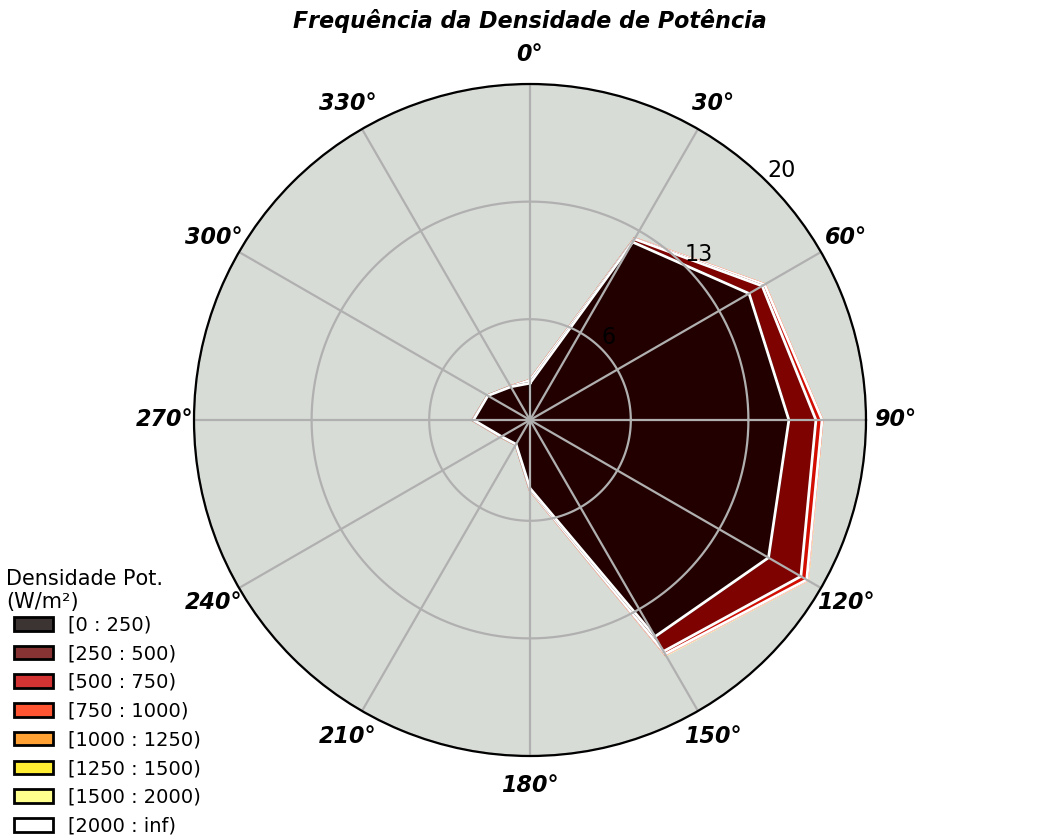 Frequência da Densidade de Potência
0°
330°
30°
20
300°
60°
13
6
270°
90°
240°
120°
210°
150°
180°
Densidade Pot.
(W/m²)
[0 : 250)
[250 : 500)
[500 : 750)
[750 : 1000)
[1000 : 1250)
[1250 : 1500)
[1500 : 2000)
[2000 : inf)